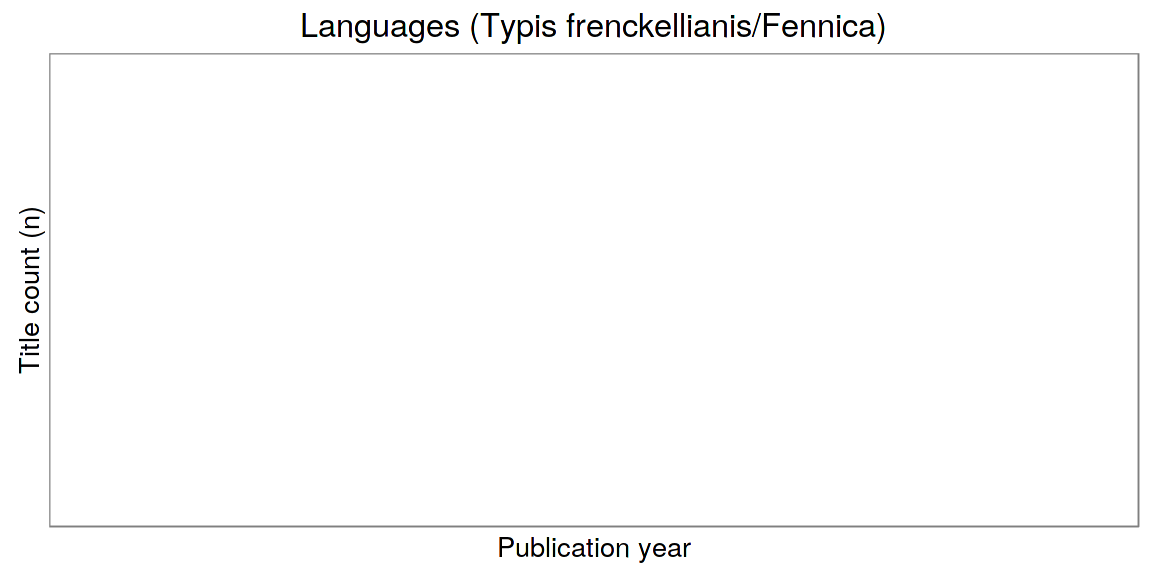 Languages (Typis frenckellianis/Fennica)
Title count (n)
Publication year